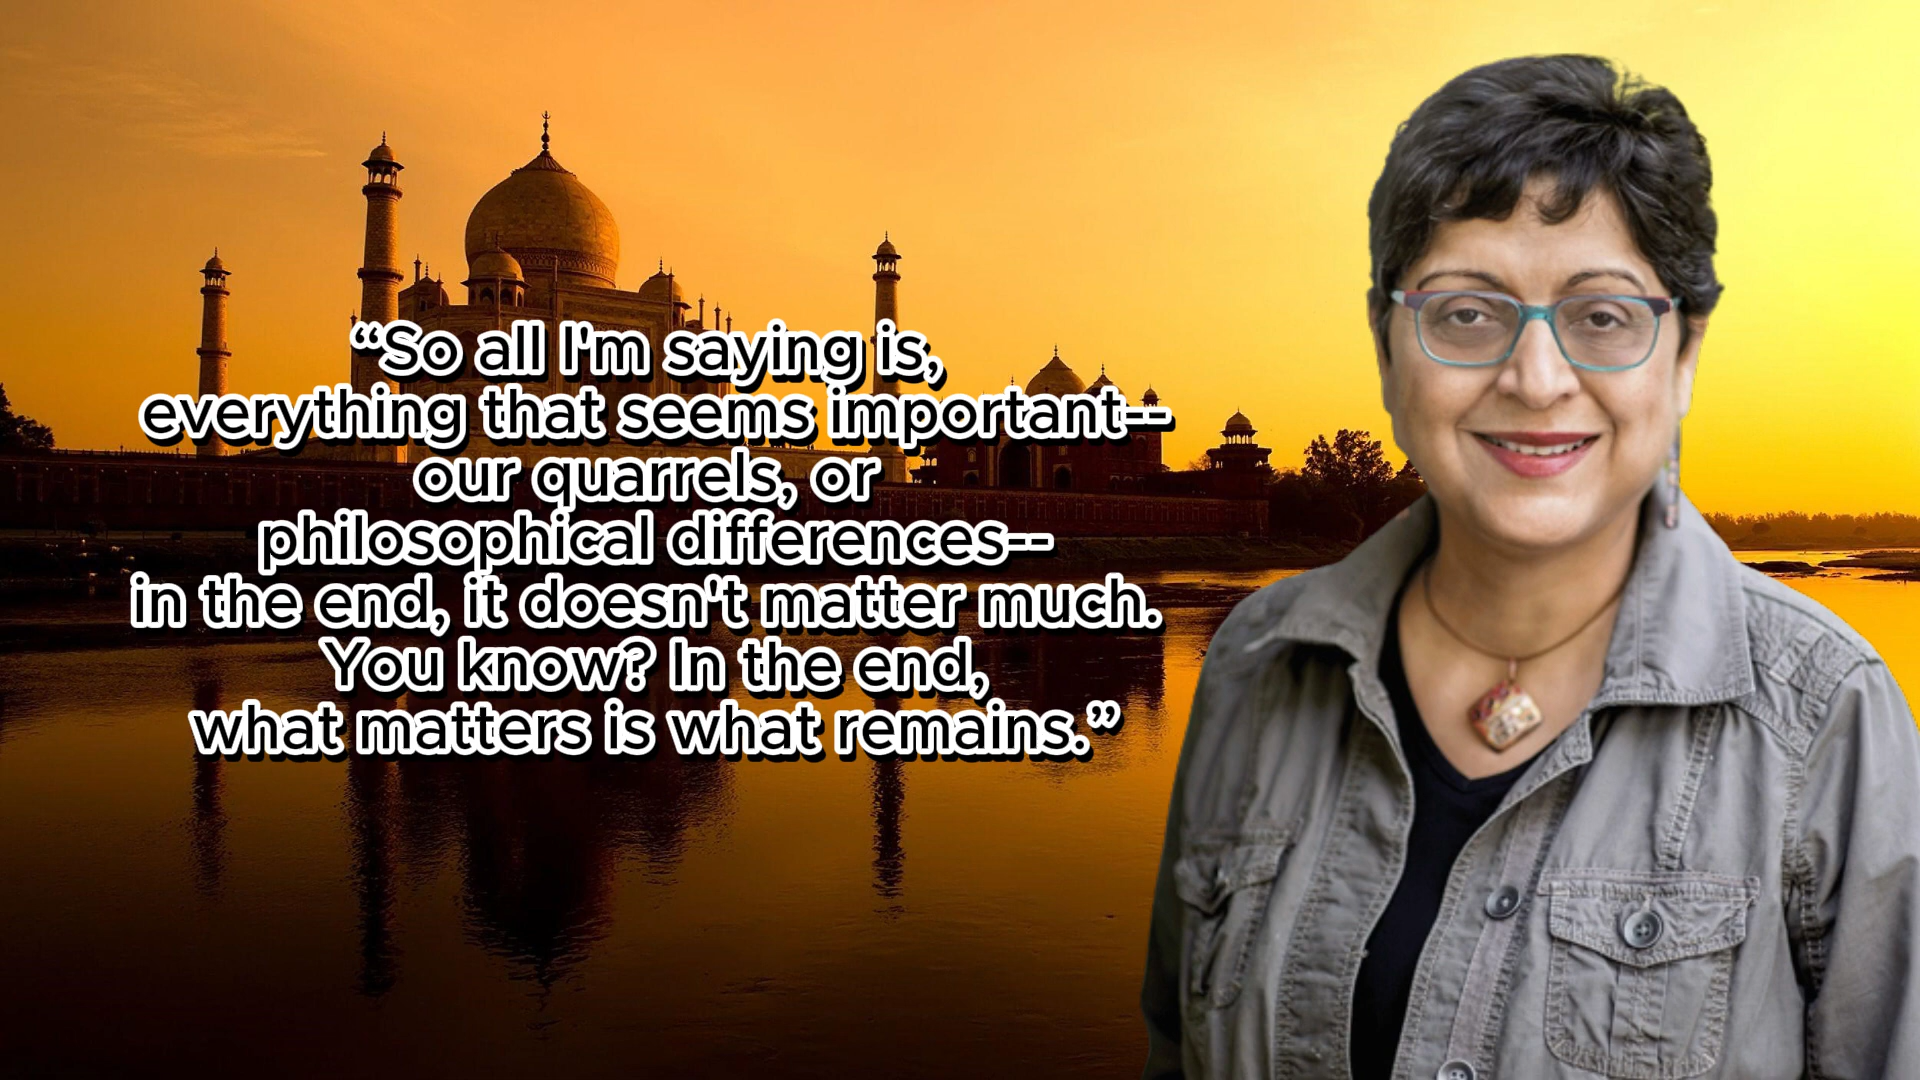 “So all I'm saying is,
everything that seems important--
our quarrels, or
philosophical differences--
in the end, it doesn't matter much.
You know? In the end,
what matters is what remains.”